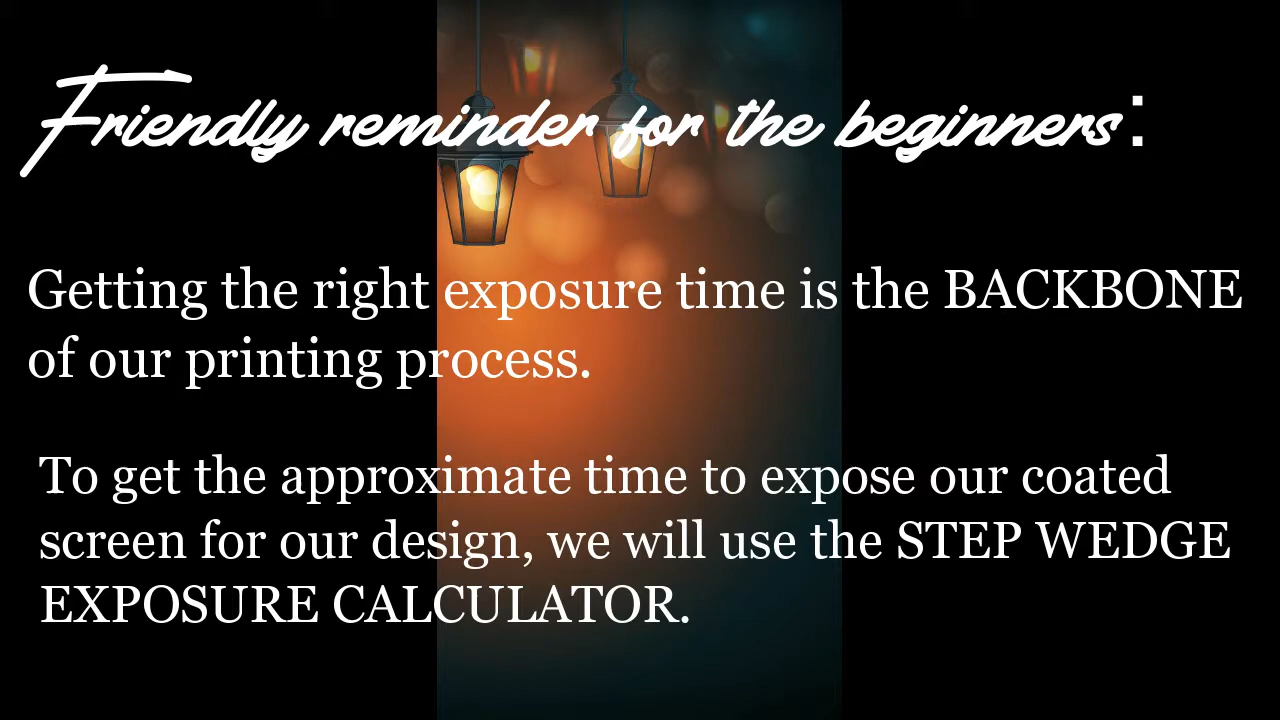 Friendly reminder for the beginners:
Getting the right exposure time is the BACKBONE
of our printing process.
To get the approximate time to expose our coated
screen for our design, we will use the STEP WEDGE
EXPOSURE CALCULATOR.